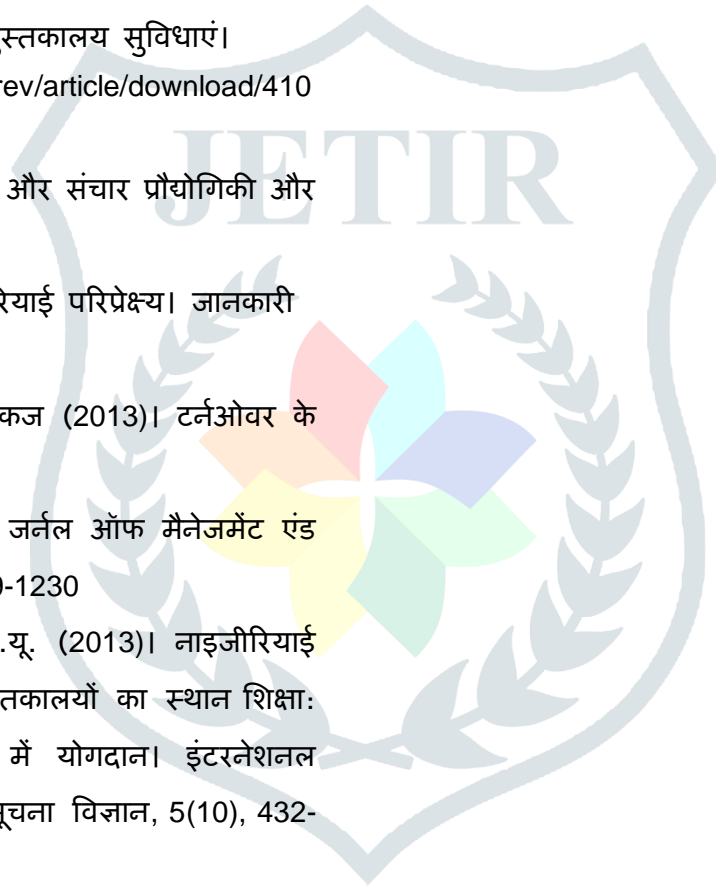 पुस्तकालय सुविधाएं।
rev/article/download/410
JETIR
और संचार प्रौद्योगिकी और
रियाई परिप्रेक्ष्य। जानकारी
(2013)। टर्नओवर के
जर्नल ऑफ मैनेजमेंट एंड
-1230
.यू. (2013)। नाइजीरियाई
पुस्तकालयों का स्थान शिक्षा:
में योगदान। इंटरनेशनल
सूचना विज्ञान, 5(10), 432-